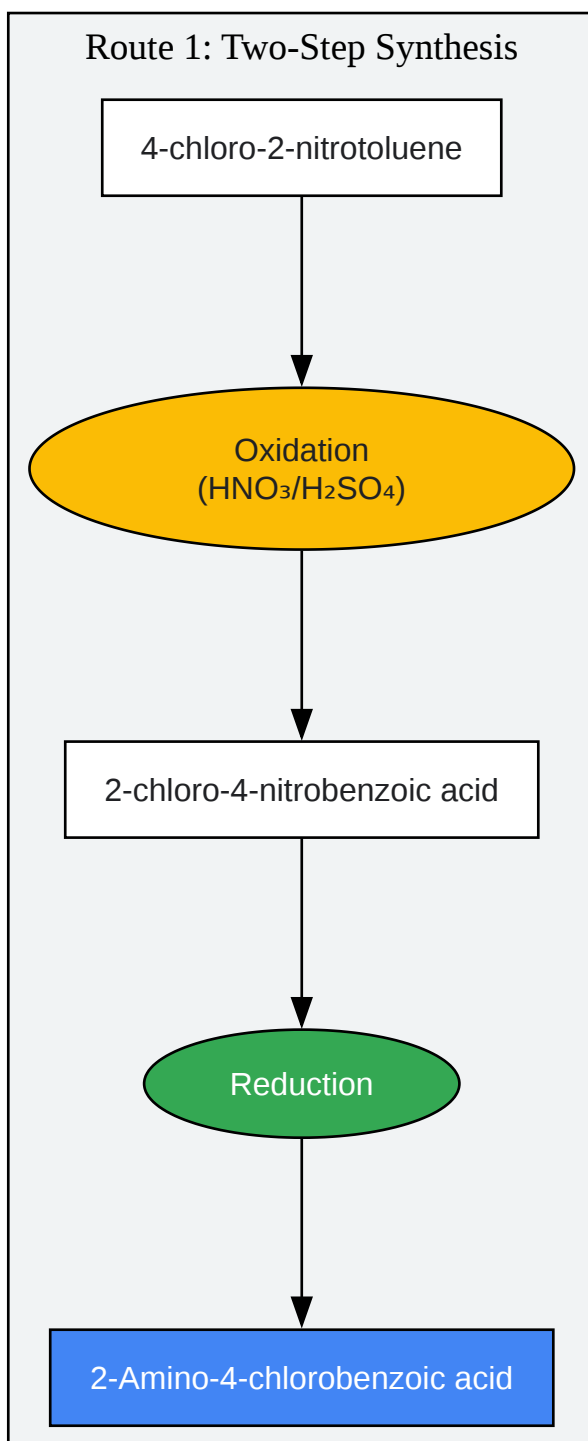 Route 1: Two-Step Synthesis
4-chloro-2-nitrotoluene
Oxidation
(HNO₃/H₂SO₄)
2-chloro-4-nitrobenzoic acid
Reduction
2-Amino-4-chlorobenzoic acid